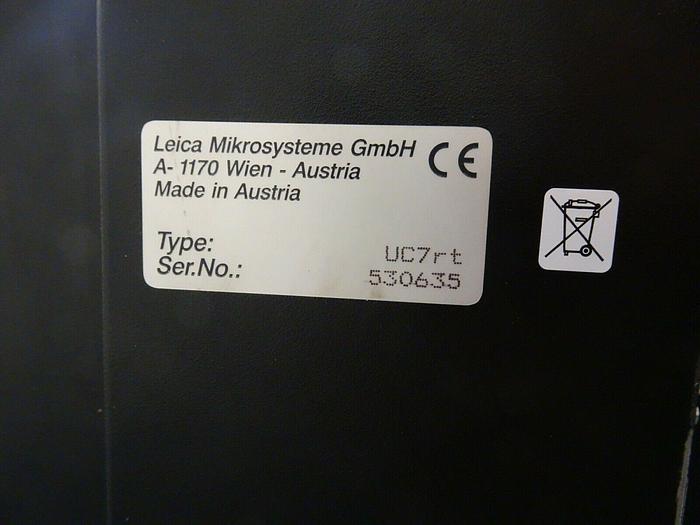 Leica Mikrosysteme GmbH CE
A- 1170 Wien - Austria
Made in Austria
Type: UC7rt
Ser.No.: 530635